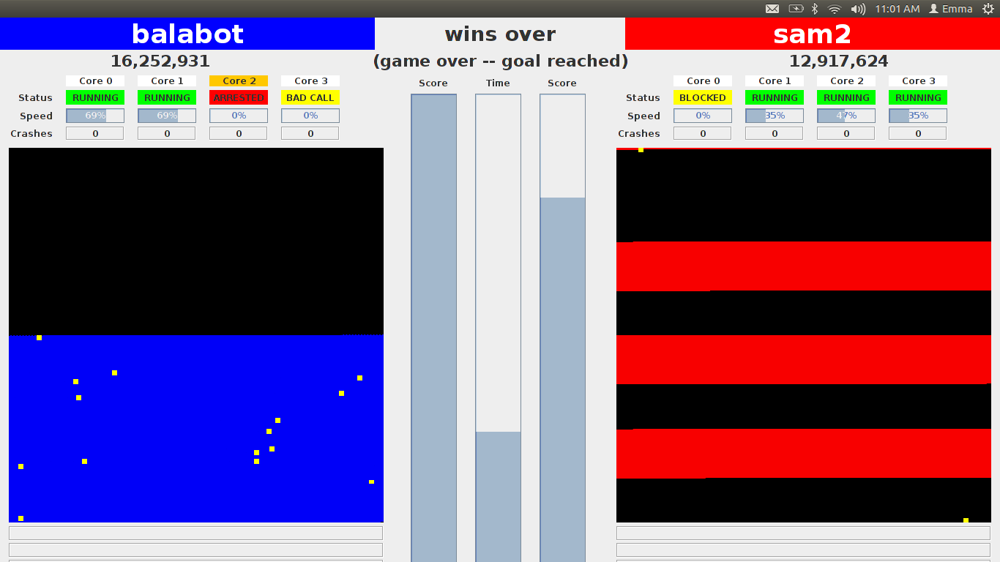 11:01 AM Emma
balabot wins over sam2
16,252,931 (game over -- goal reached) 12,917,624
Core 0 Core 1 Core 2 Core 3 Score Time Score Core 0 Core 1 Core 2 Core 3
Status RUNNING RUNNING ARRESTED BAD CALL Status BLOCKED RUNNING RUNNING RUNNING
Speed 69% 69% 0% 0% Speed 0% 35% 47% 35%
Crashes 0 0 0 0 Crashes 0 0 0 0